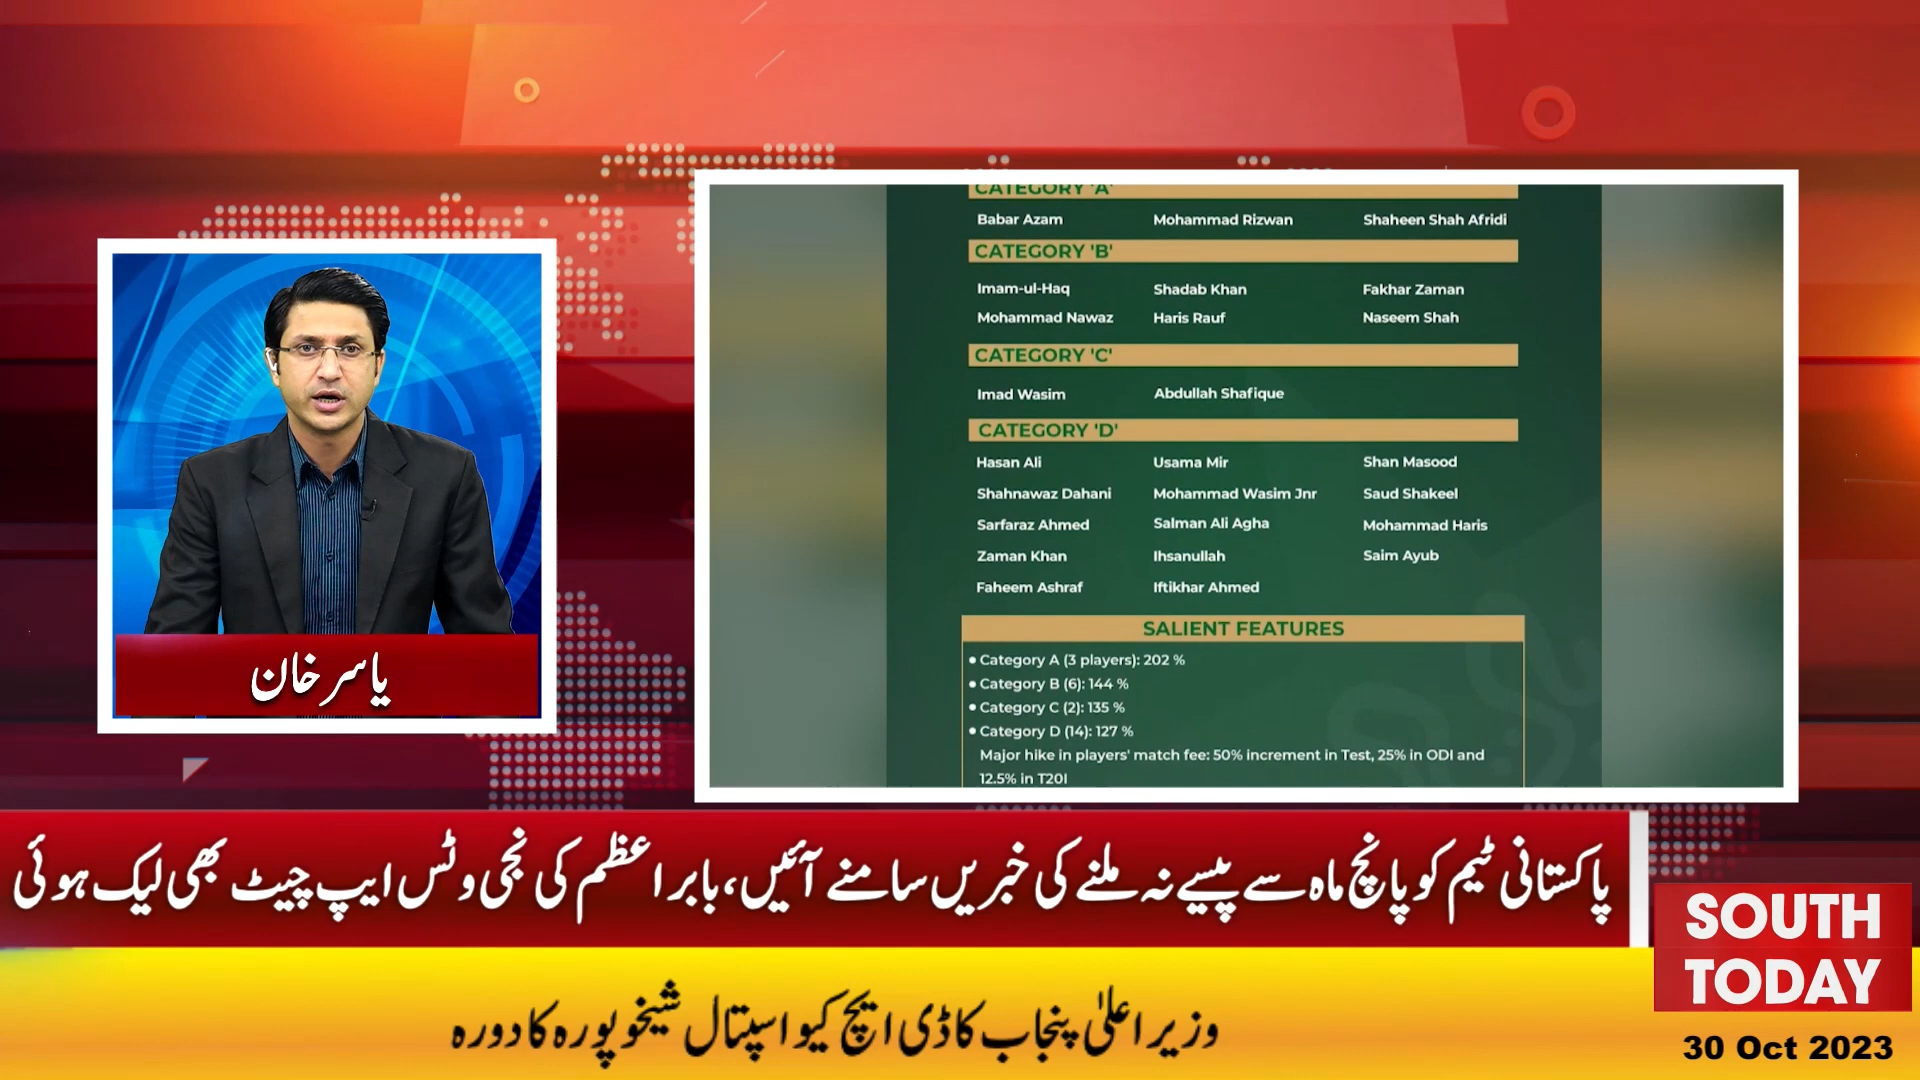 CATEGORY 'A'
Babar Azam Mohammad Rizwan Shaheen Shah Afridi
CATEGORY 'B'
Imam-ul-Haq Shadab Khan Fakhar Zaman
Mohammad Nawaz Haris Rauf Naseem Shah
CATEGORY 'C'
Imad Wasim Abdullah Shafique
CATEGORY 'D'
Hasan Ali Usama Mir Shan Masood
Shahnawaz Dahani Mohammad Wasim Jnr Saud Shakeel
Sarfaraz Ahmed Salman Ali Agha Mohammad Haris
Zaman Khan Ihsanullah Saim Ayub
Faheem Ashraf Iftikhar Ahmed
SALIENT FEATURES
• Category A (3 players): 202 %
• Category B (6): 144 %
• Category C (2): 135 %
• Category D (14): 127 %
Major hike in players' match fee: 50% increment in Test, 25% in ODI and
12.5% in T20I
یاسر خان
پاکستانی ٹیم کو پانچ ماہ سے پیسے نہ ملنے کی خبریں سامنے آئیں، بابر اعظم کی نجی وٹس ایپ چیٹ بھی لیک ہوئی
وزیر اعلیٰ پنجاب کا ڈی ایچ کیو اسپتال شیخوپورہ کا دورہ
SOUTH
TODAY
30 Oct 2023